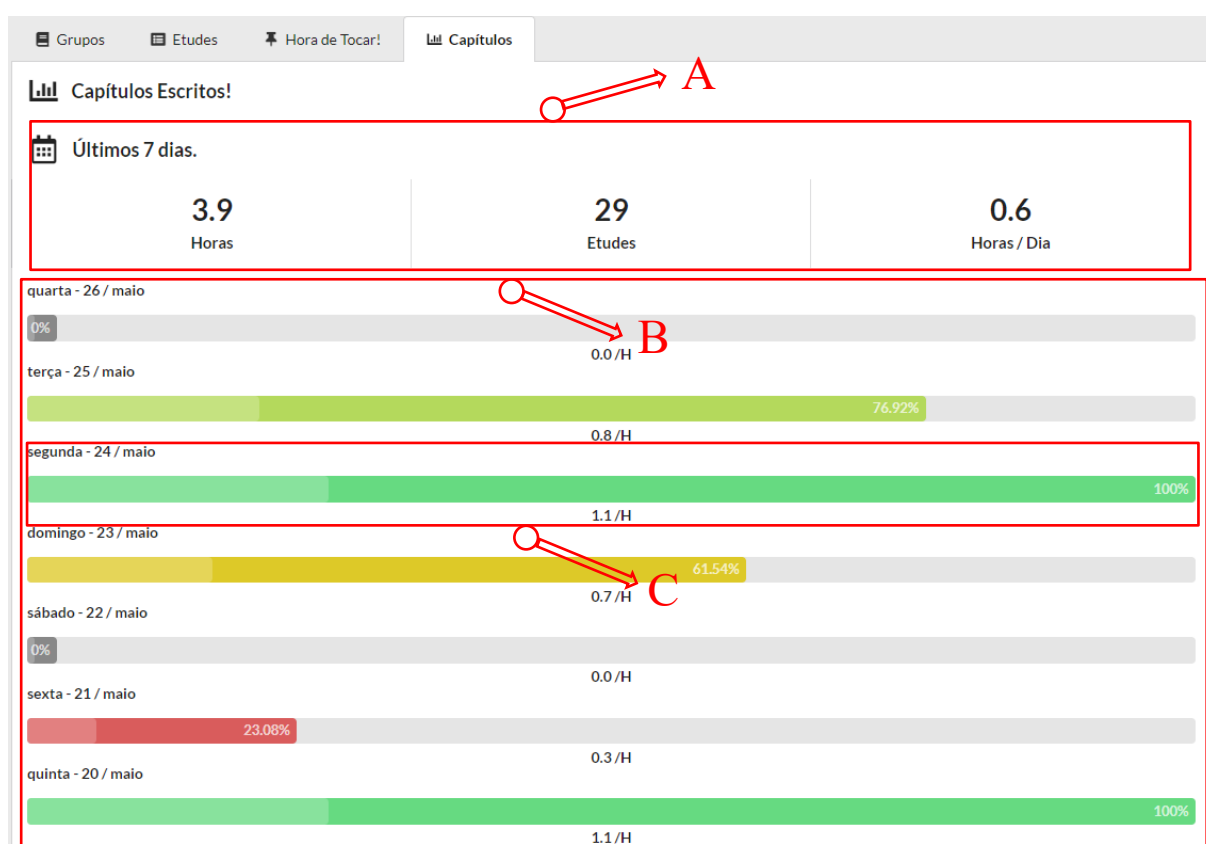 Grupos Etudes Hora de Tocar! Capítulos
Capítulos Escritos!
A
Últimos 7 dias.
3.9 29 0.6
Horas Etudes Horas / Dia
quarta - 26 / maio
0%
B
0.0 /H
terça - 25 / maio
76.92%
0.8 /H
segunda - 24 / maio
100%
1.1 /H
domingo - 23 / maio
61.54%
C
0.7 /H
sábado - 22 / maio
0%
0.0 /H
sexta - 21 / maio
23.08%
0.3 /H
quinta - 20 / maio
100%
1.1 /H